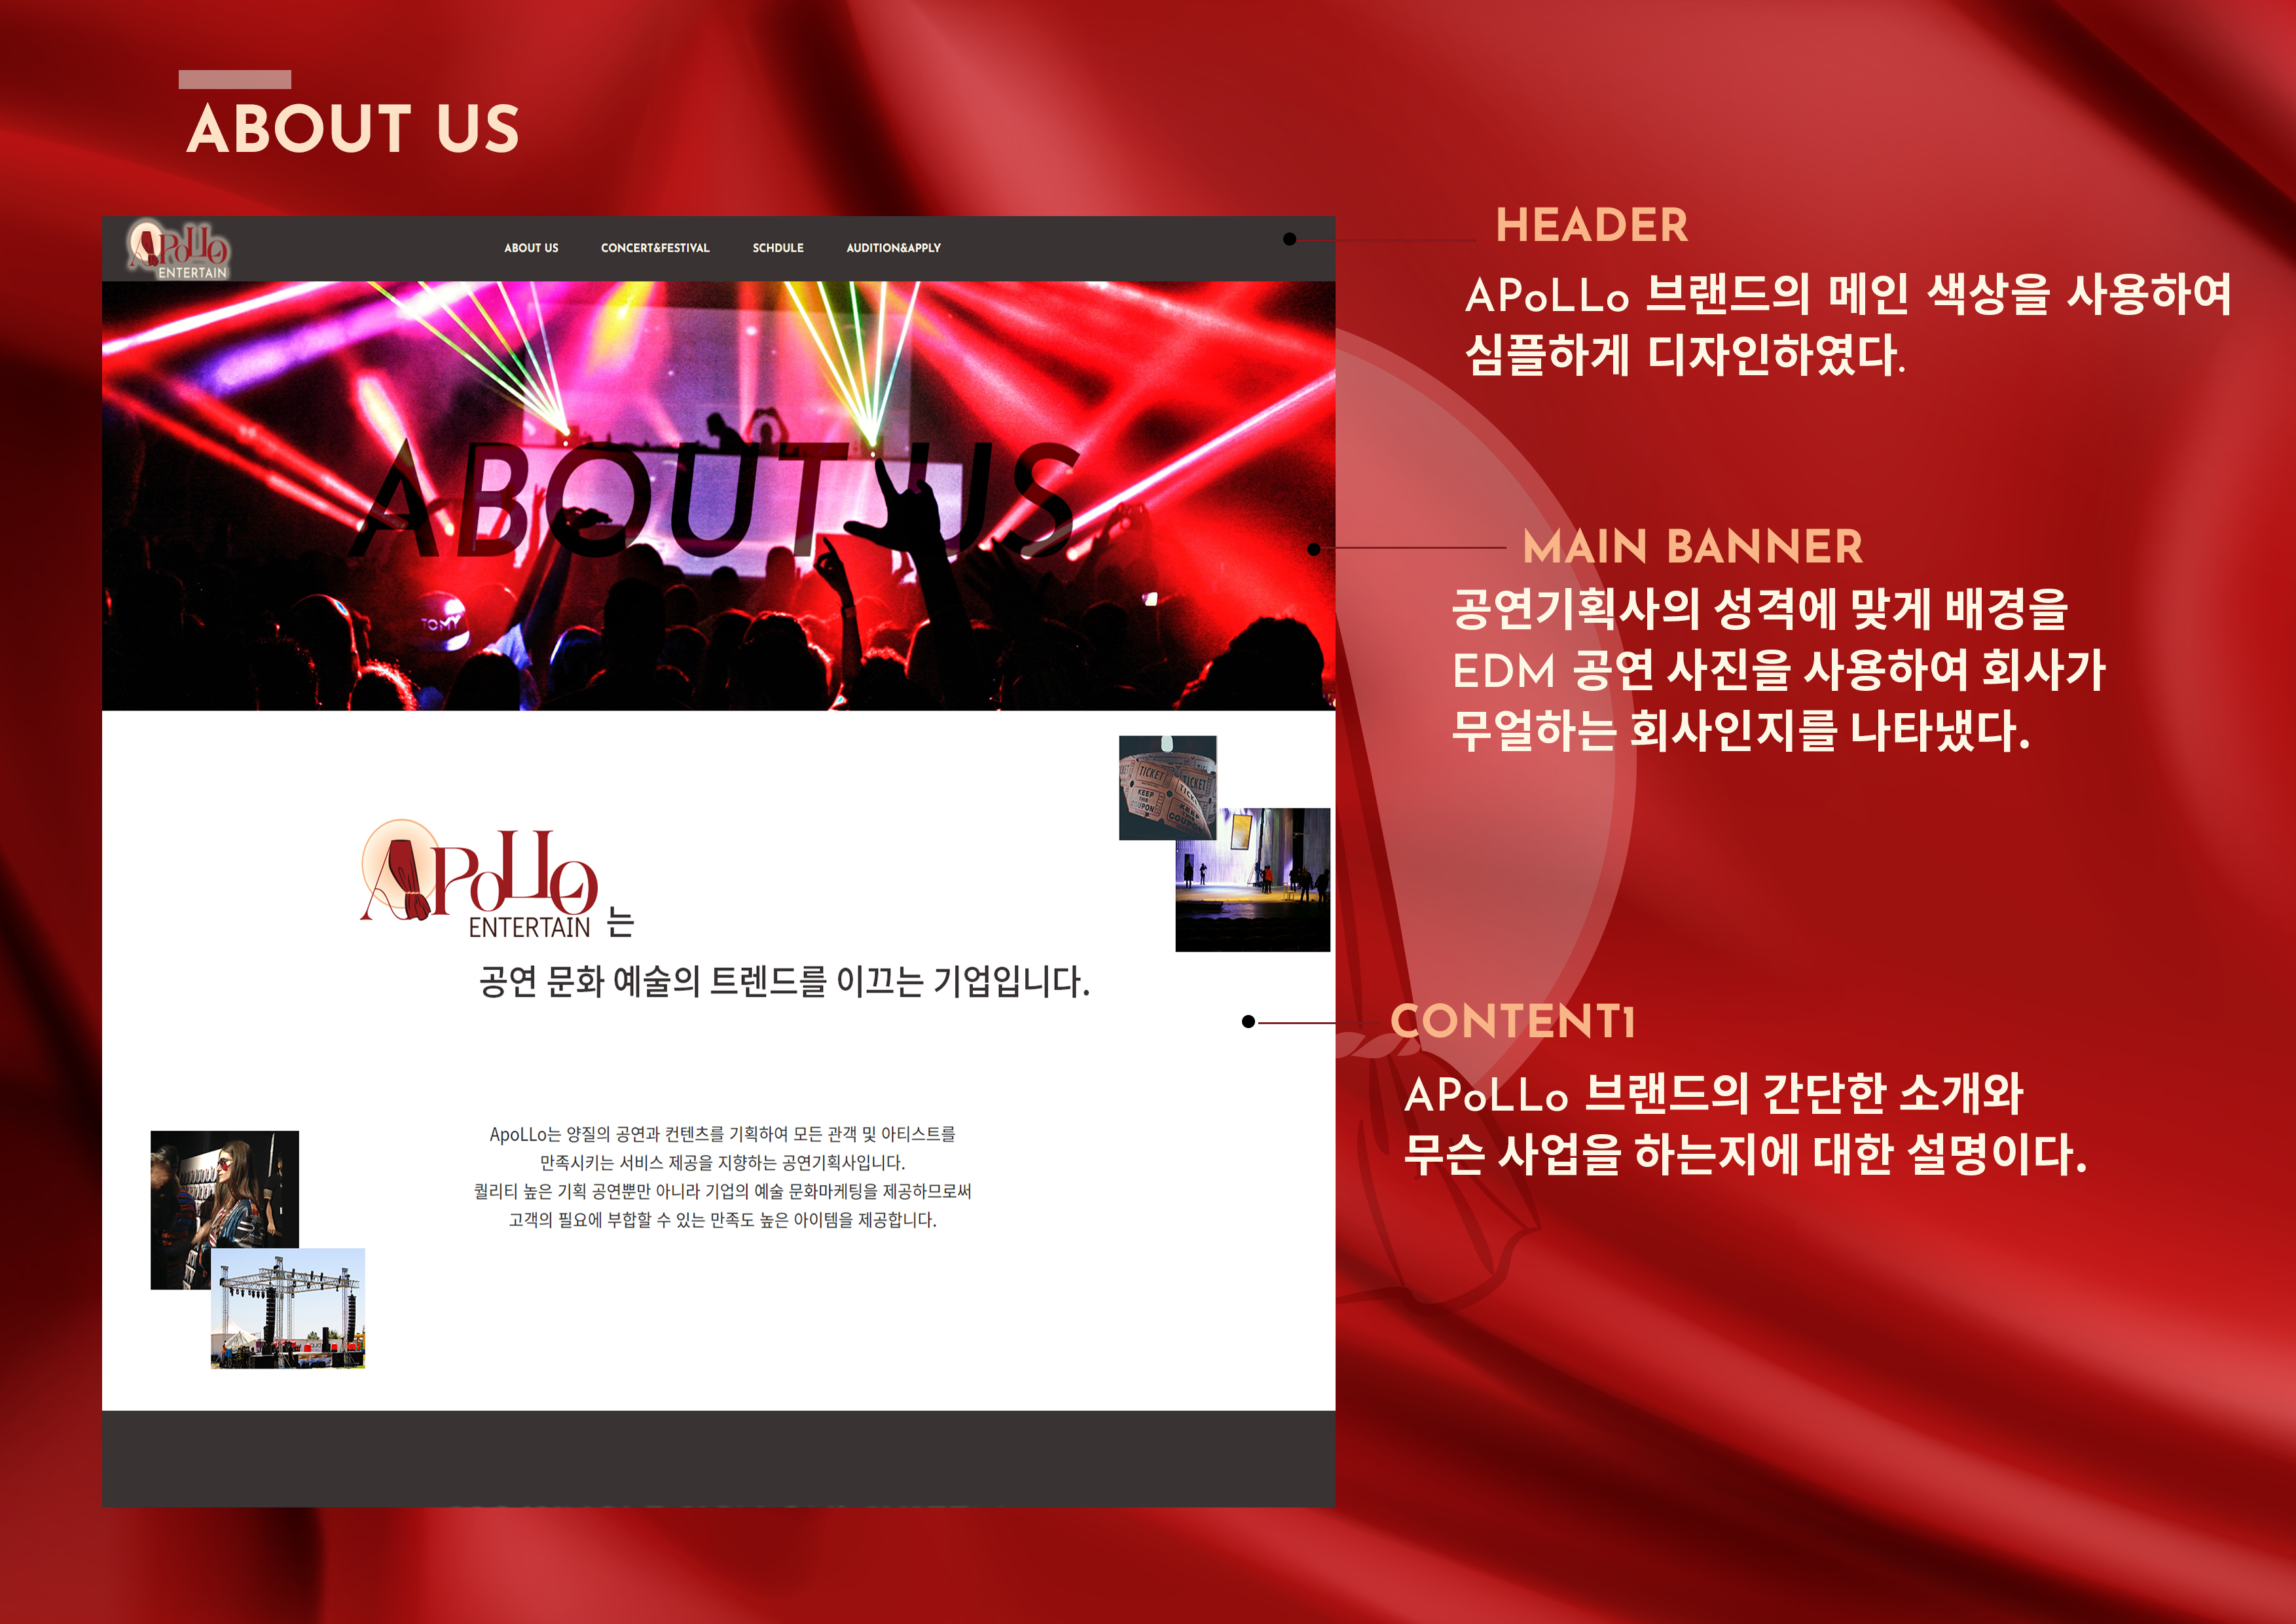 ABOUT US
APoLLo
ENTERTAIN
ABOUT US
CONCERT&FESTIVAL
SCHDULE
AUDITION&APPLY
ABOUT US
TOMY
TICKET
TICKET
KEEP
THIS
COUPON
KEEP
THIS
COUPON
APoLLo
ENTERTAIN 는
공연 문화 예술의 트렌드를 이끄는 기업입니다.
ApoLLo는 양질의 공연과 컨텐츠를 기획하여 모든 관객 및 아티스트를
만족시키는 서비스 제공을 지향하는 공연기획사입니다.
퀄리티 높은 기획 공연뿐만 아니라 기업의 예술 문화마케팅을 제공하므로써
고객의 필요에 부합할 수 있는 만족도 높은 아이템을 제공합니다.
HEADER
APoLLo 브랜드의 메인 색상을 사용하여
심플하게 디자인하였다.
MAIN BANNER
공연기획사의 성격에 맞게 배경을
EDM 공연 사진을 사용하여 회사가
무얼하는 회사인지를 나타냈다.
CONTENT1
APoLLo 브랜드의 간단한 소개와
무슨 사업을 하는지에 대한 설명이다.